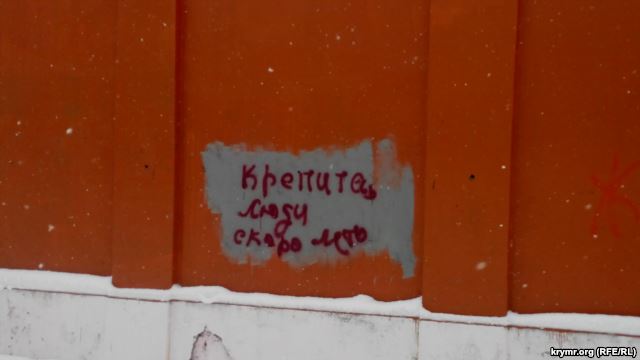 крепитесь
люди
скоро лето
krymr.org (RFE/RL)